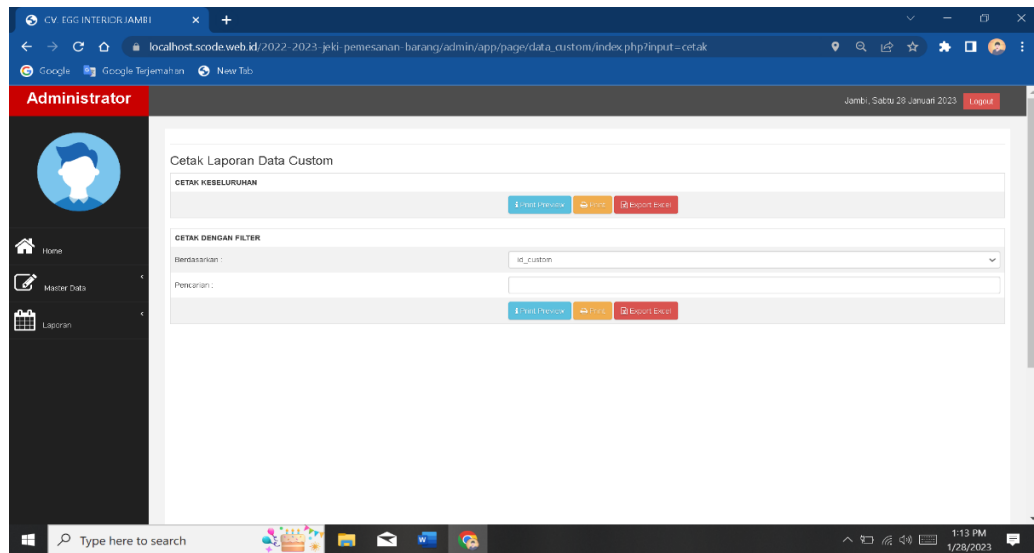 CV. EGG INTERIOR JAMBI
localhost.scode.web.id/2022-2023-jeki-pemesanan-barang/admin/app/page/data_custom/index.php?input=cetak
Google Google Terjemahan New Tab
Administrator
Jambi, Sabtu 28 Januari 2023 Logout
Cetak Laporan Data Custom
CETAK KESELURUHAN
Print Preview Print Export Excel
Home
CETAK DENGAN FILTER
Berdasarkan : id_custom
Master Data
Pencarian :
Print Preview Print Export Excel
Laporan
Type here to search
1:13 PM
1/28/2023